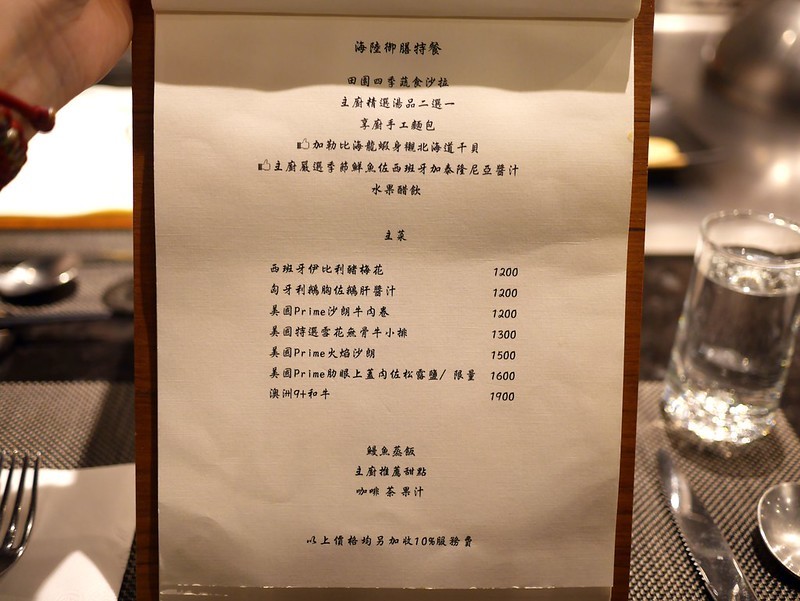 海陸御膳特餐
田園四季蔬食沙拉
主廚精選湯品二選一
享廚手工麵包
加勒比海龍蝦身襯北海道干貝
主廚嚴選季節鮮魚佐西班牙加泰隆尼亞醬汁
水果醋飲
主菜
西班牙伊比利豬梅花 1200
匈牙利鵝胸佐鵝肝醬汁 1200
美國Prime沙朗牛肉卷 1200
美國特選雪花無骨牛小排 1300
美國Prime火焰沙朗 1500
美國Prime肋眼上蓋肉佐松露鹽/ 限量 1600
澳洲9+和牛 1900
鰻魚蒸飯
主廚推薦甜點
咖啡 茶 果汁
以上價格均另加收10%服務費